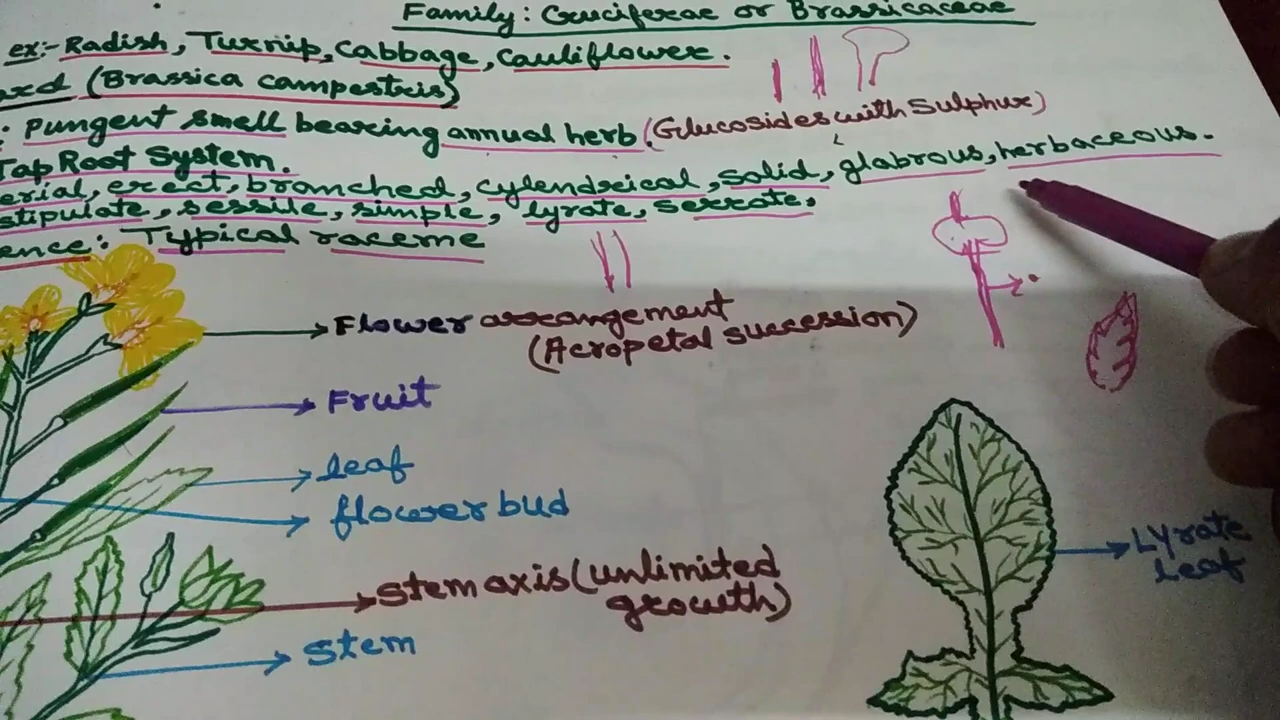 Family: Cruciferae or Brassicaceae
ex:- Radish, Turnip, Cabbage, Cauliflower.
(Brassica campestris)
: Pungent smell bearing annual herb (Glucosides with Sulphur)
Tap Root System.
erial, erect, branched, cylendrical, solid, glabrous, herbaceous.
stipulate, sessile, simple, lyrate, serrate.
ence: Typical raceme
Flower arrangement
(Acropetal succession)
Fruit
leaf
flower bud
Stem axis (unlimited
growth)
Stem
Lyrate
leaf